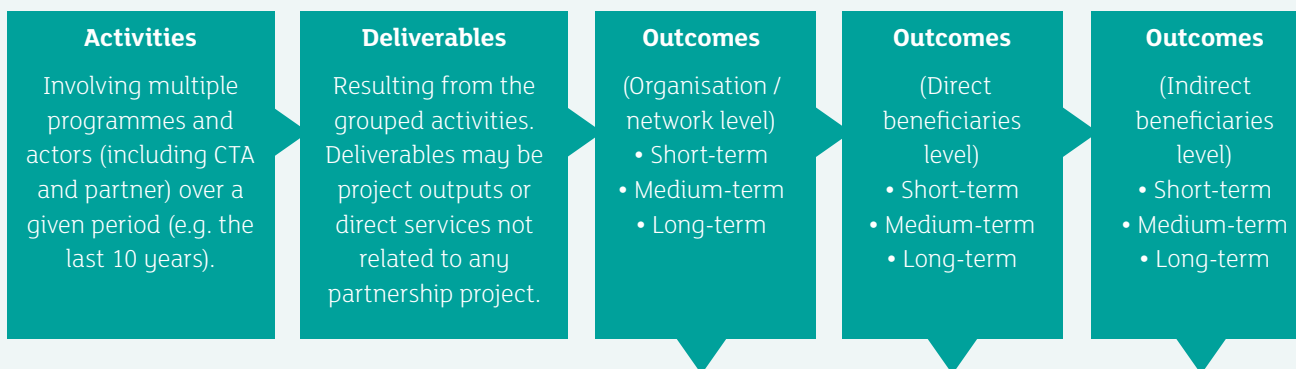 Activities
Involving multiple
programmes and
actors (including CTA
and partner) over a
given period (e.g. the
last 10 years).
Deliverables
Resulting from the
grouped activities.
Deliverables may be
project outputs or
direct services not
related to any
partnership project.
Outcomes
(Organisation /
network level)
• Short-term
• Medium-term
• Long-term
Outcomes
(Direct
beneficiaries
level)
• Short-term
• Medium-term
• Long-term
Outcomes
(Indirect
beneficiaries
level)
• Short-term
• Medium-term
• Long-term